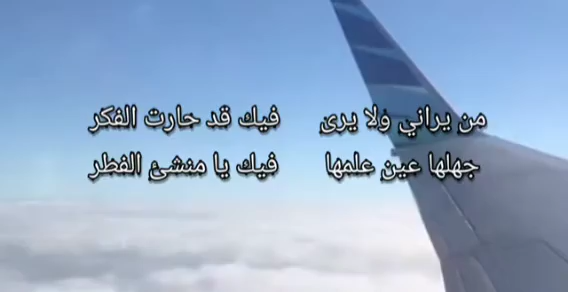 من يراني ولا يرى فيك قد حارت الفكر
جهلها عين علمها فيك يا منشئ الفطر